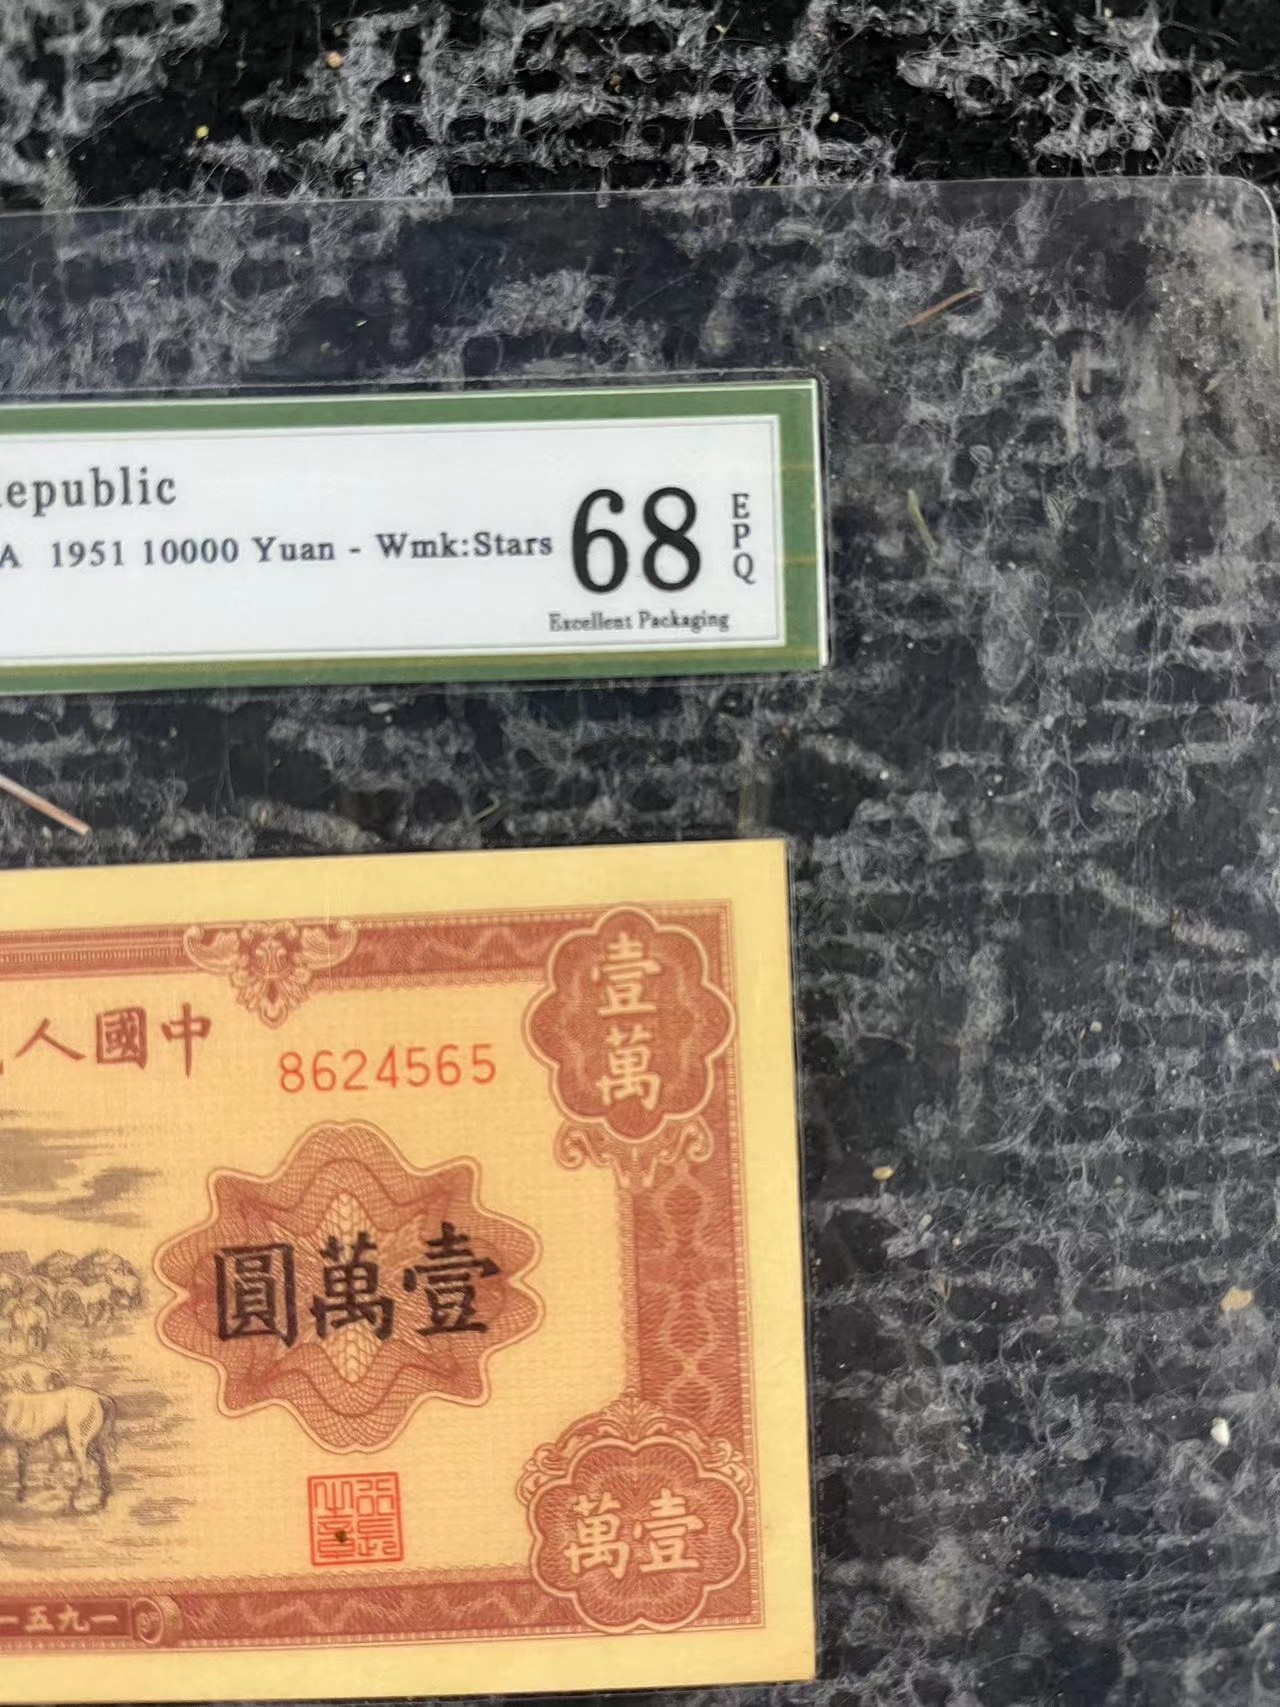 epublic
A 1951 10000 Yuan - Wmk:Stars
68
EPQ
Excellent Packaging
壹萬
人國中
8624565
圓萬壹
萬壹
一五九一